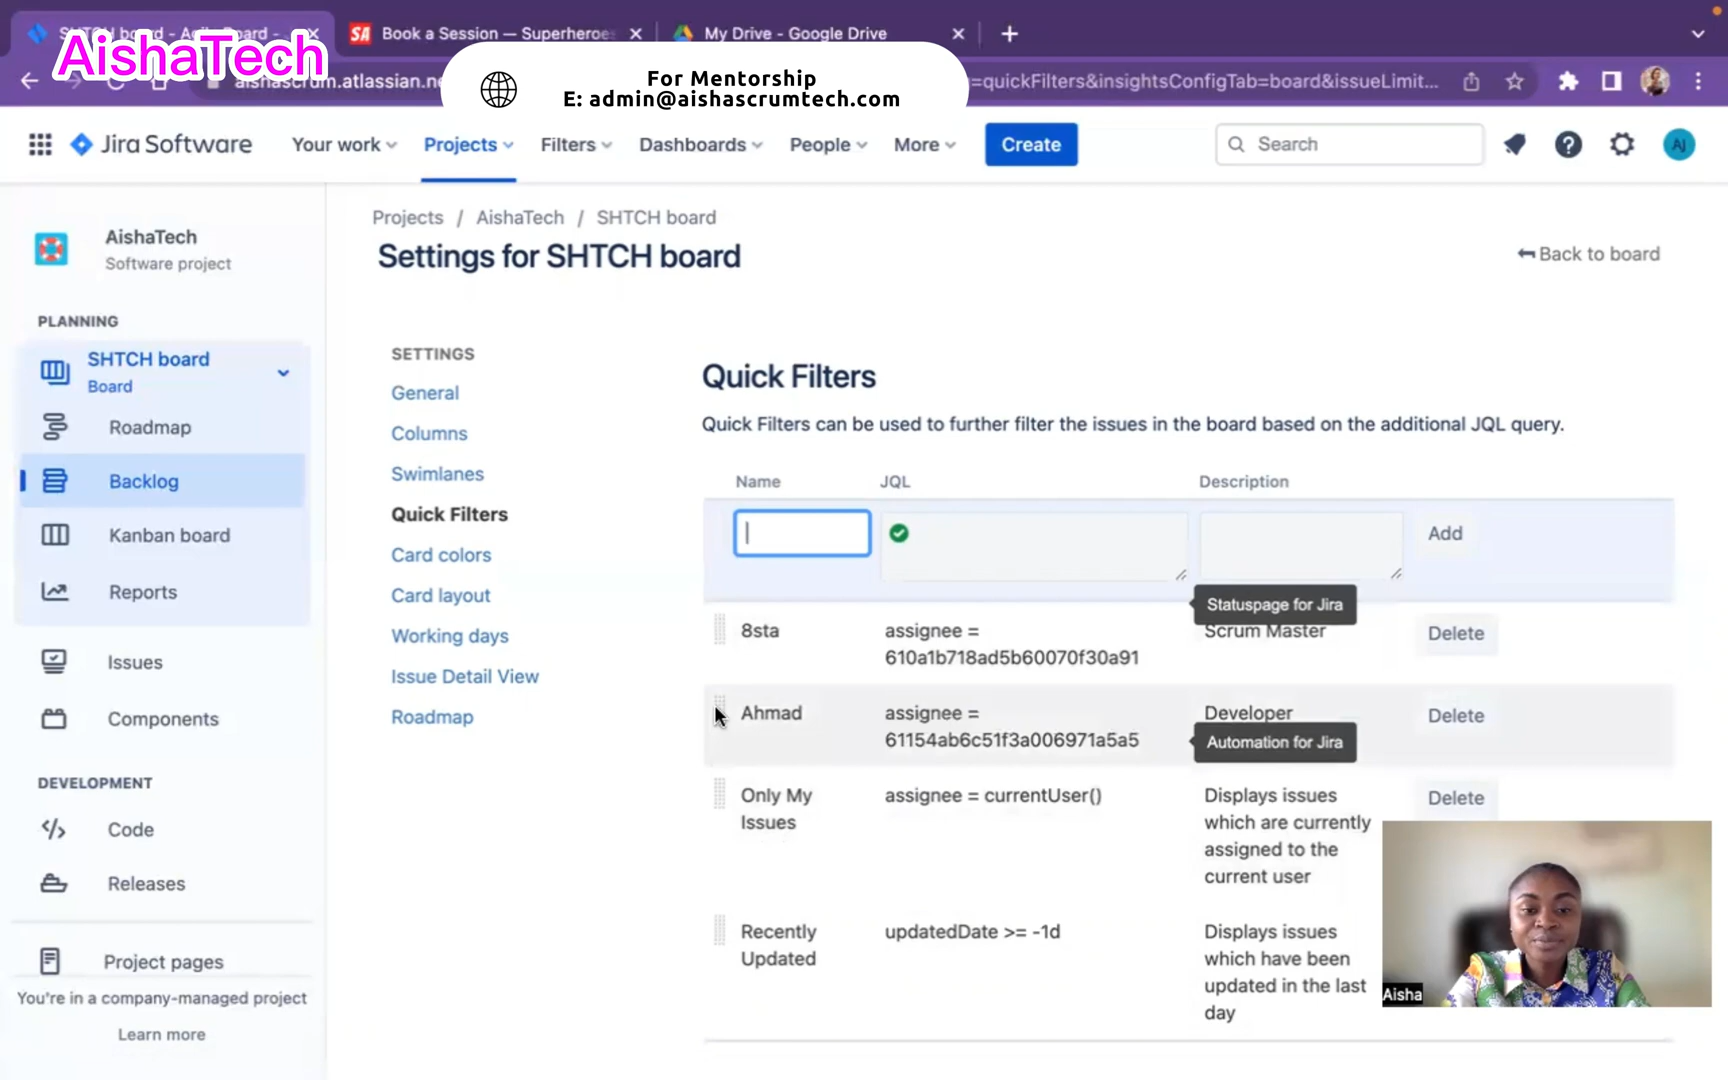 SHTCH board - Agile Board -
Book a Session — Superheroes
My Drive - Google Drive
AishaTech
aishascrum.atlassian.ne
For Mentorship
E: admin@aishascrumtech.com
=quickFilters&insightsConfigTab=board&issueLimit...
Jira Software
Your work
Projects
Filters
Dashboards
People
More
Create
Search
AJ
AishaTech
Software project
PLANNING
SHTCH board
Board
Roadmap
Backlog
Kanban board
Reports
Issues
Components
DEVELOPMENT
Code
Releases
Project pages
You're in a company-managed project
Learn more
Projects / AishaTech / SHTCH board
Settings for SHTCH board
Back to board
SETTINGS
General
Columns
Swimlanes
Quick Filters
Card colors
Card layout
Working days
Issue Detail View
Roadmap
Quick Filters
Quick Filters can be used to further filter the issues in the board based on the additional JQL query.
Name JQL Description
Add
Statuspage for Jira
8sta
assignee =
610a1b718ad5b60070f30a91
Scrum Master
Delete
Ahmad
assignee =
61154ab6c51f3a006971a5a5
Developer
Delete
Automation for Jira
Only My
Issues
assignee = currentUser()
Displays issues
which are currently
assigned to the
current user
Delete
Recently
Updated
updatedDate >= -1d
Displays issues
which have been
updated in the last
day
Aisha